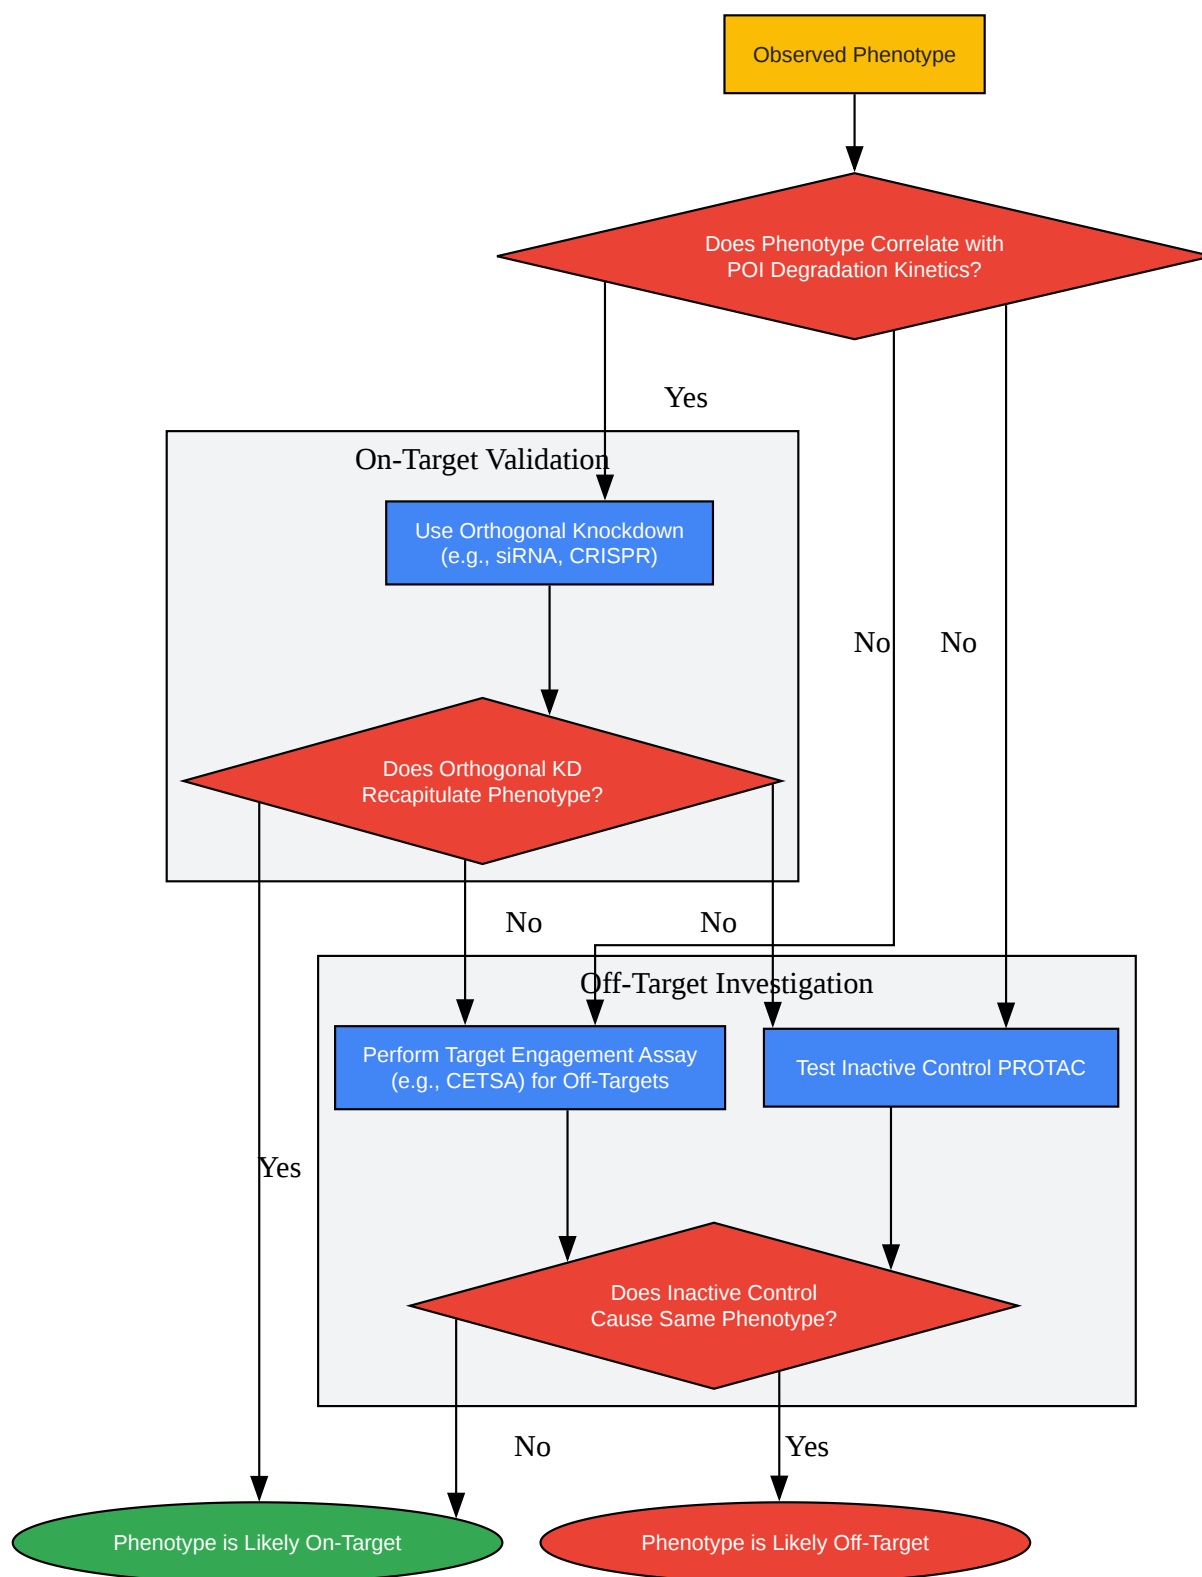 Observed Phenotype
Does Phenotype Correlate with
POI Degradation Kinetics?
Yes
On-Target Validation
Use Orthogonal Knockdown
(e.g., siRNA, CRISPR)
No
No
Does Orthogonal KD
Recapitulate Phenotype?
No
No
Off-Target Investigation
Perform Target Engagement Assay
(e.g., CETSA) for Off-Targets
Test Inactive Control PROTAC
Yes
Does Inactive Control
Cause Same Phenotype?
No
Yes
Phenotype is Likely On-Target
Phenotype is Likely Off-Target